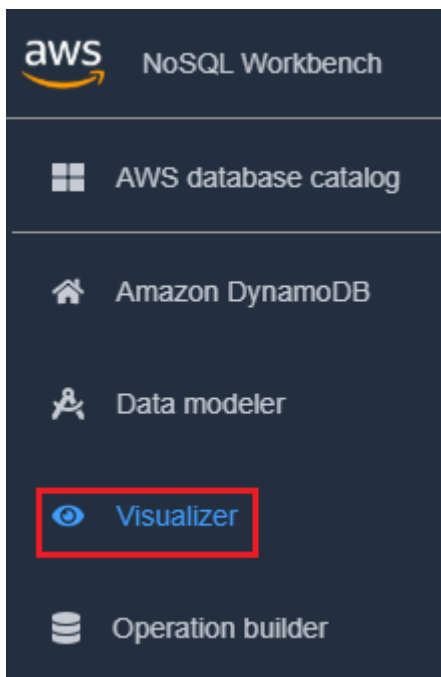 aws
NoSQL Workbench
AWS database catalog
Amazon DynamoDB
Data modeler
Visualizer
Operation builder